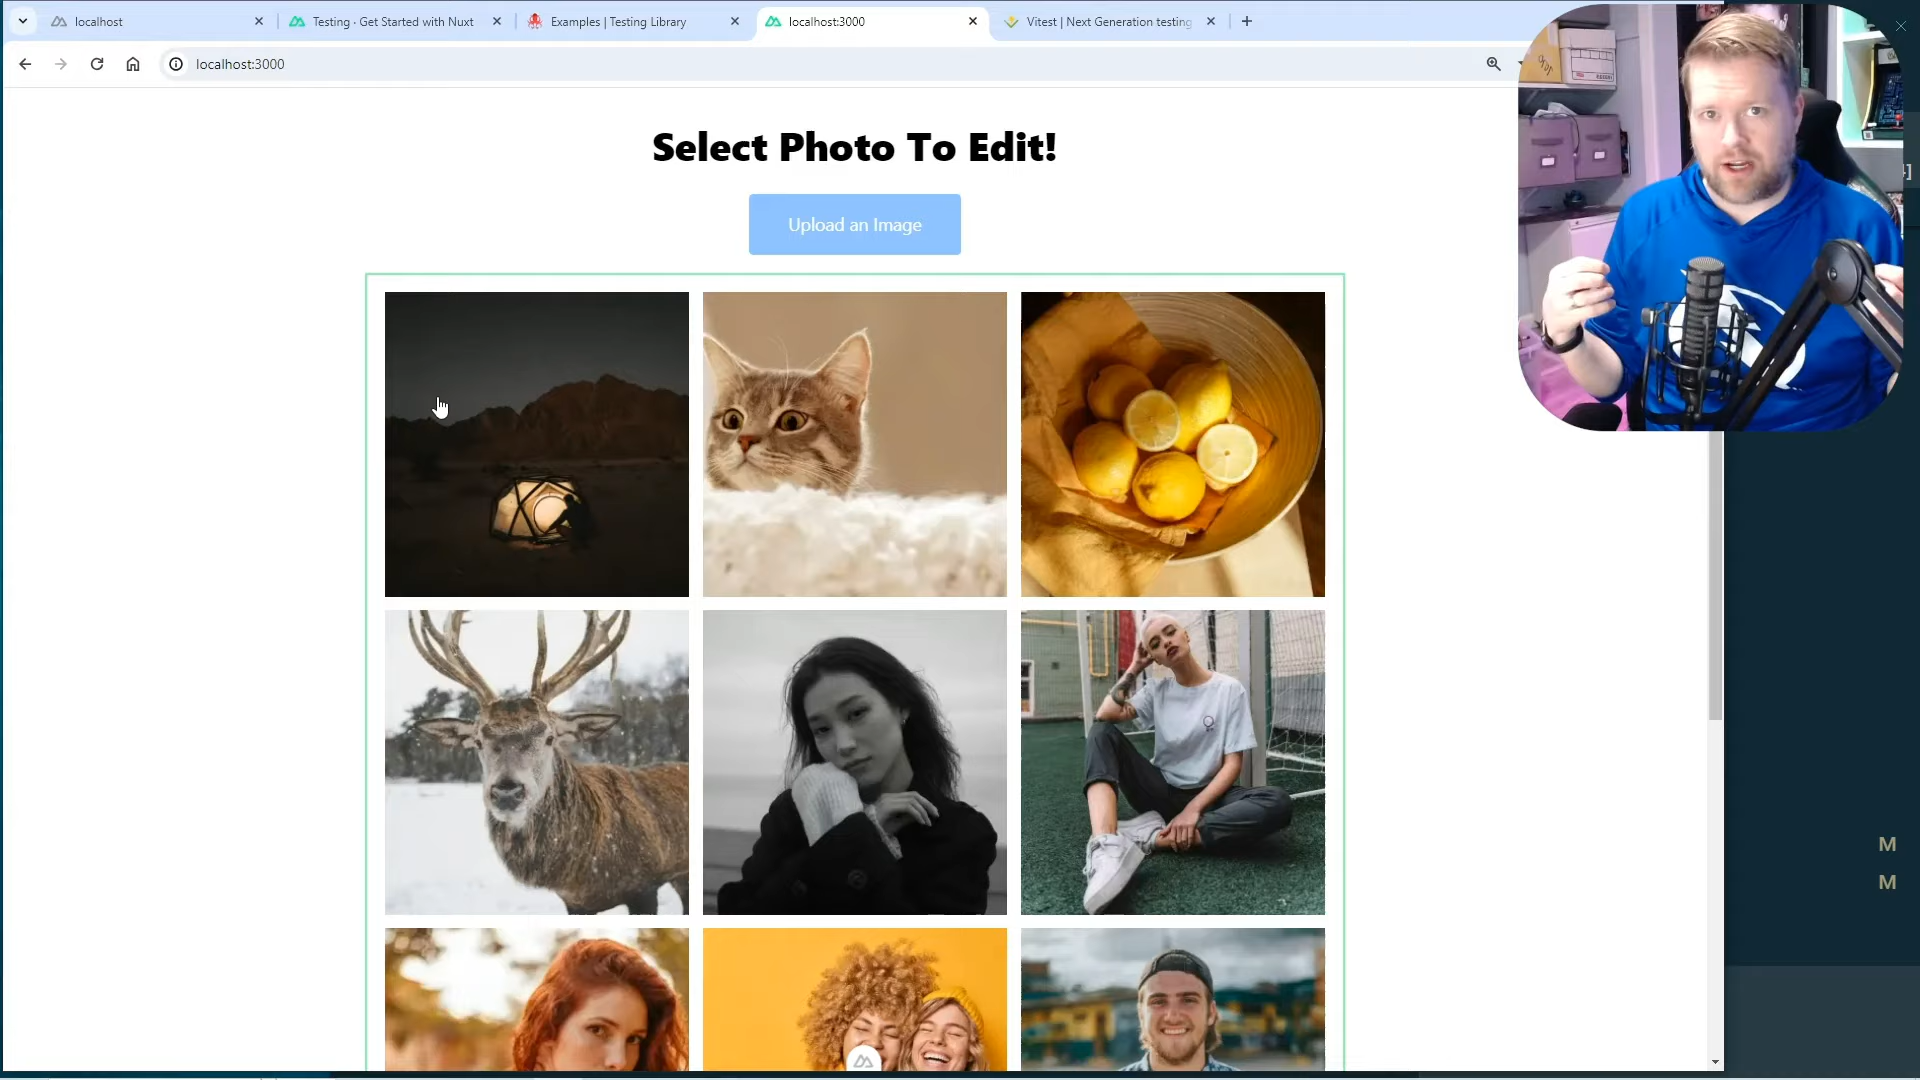 localhost
Testing · Get Started with Nuxt
Examples | Testing Library
localhost:3000
Vitest | Next Generation testing
localhost:3000
Select Photo To Edit!
Upload an Image
M
M